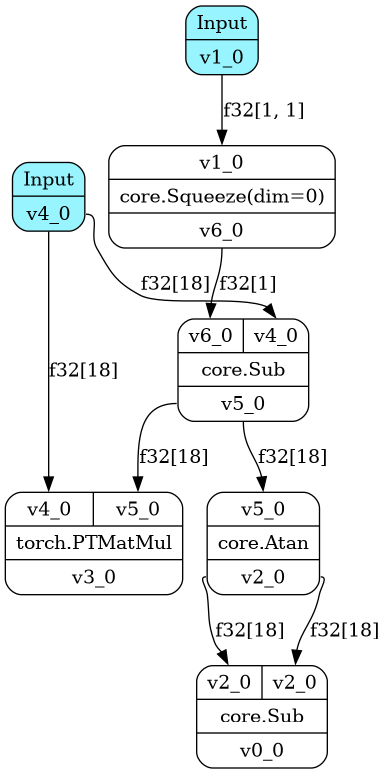 Input
v1_0
f32[1, 1]
v1_0
core.Squeeze(dim=0)
v6_0
Input
v4_0
f32[18]
f32[1]
v6_0 v4_0
core.Sub
v5_0
f32[18]
f32[18]
f32[18]
v4_0 v5_0
torch.PTMatMul
v3_0
v5_0
core.Atan
v2_0
f32[18]
f32[18]
v2_0 v2_0
core.Sub
v0_0